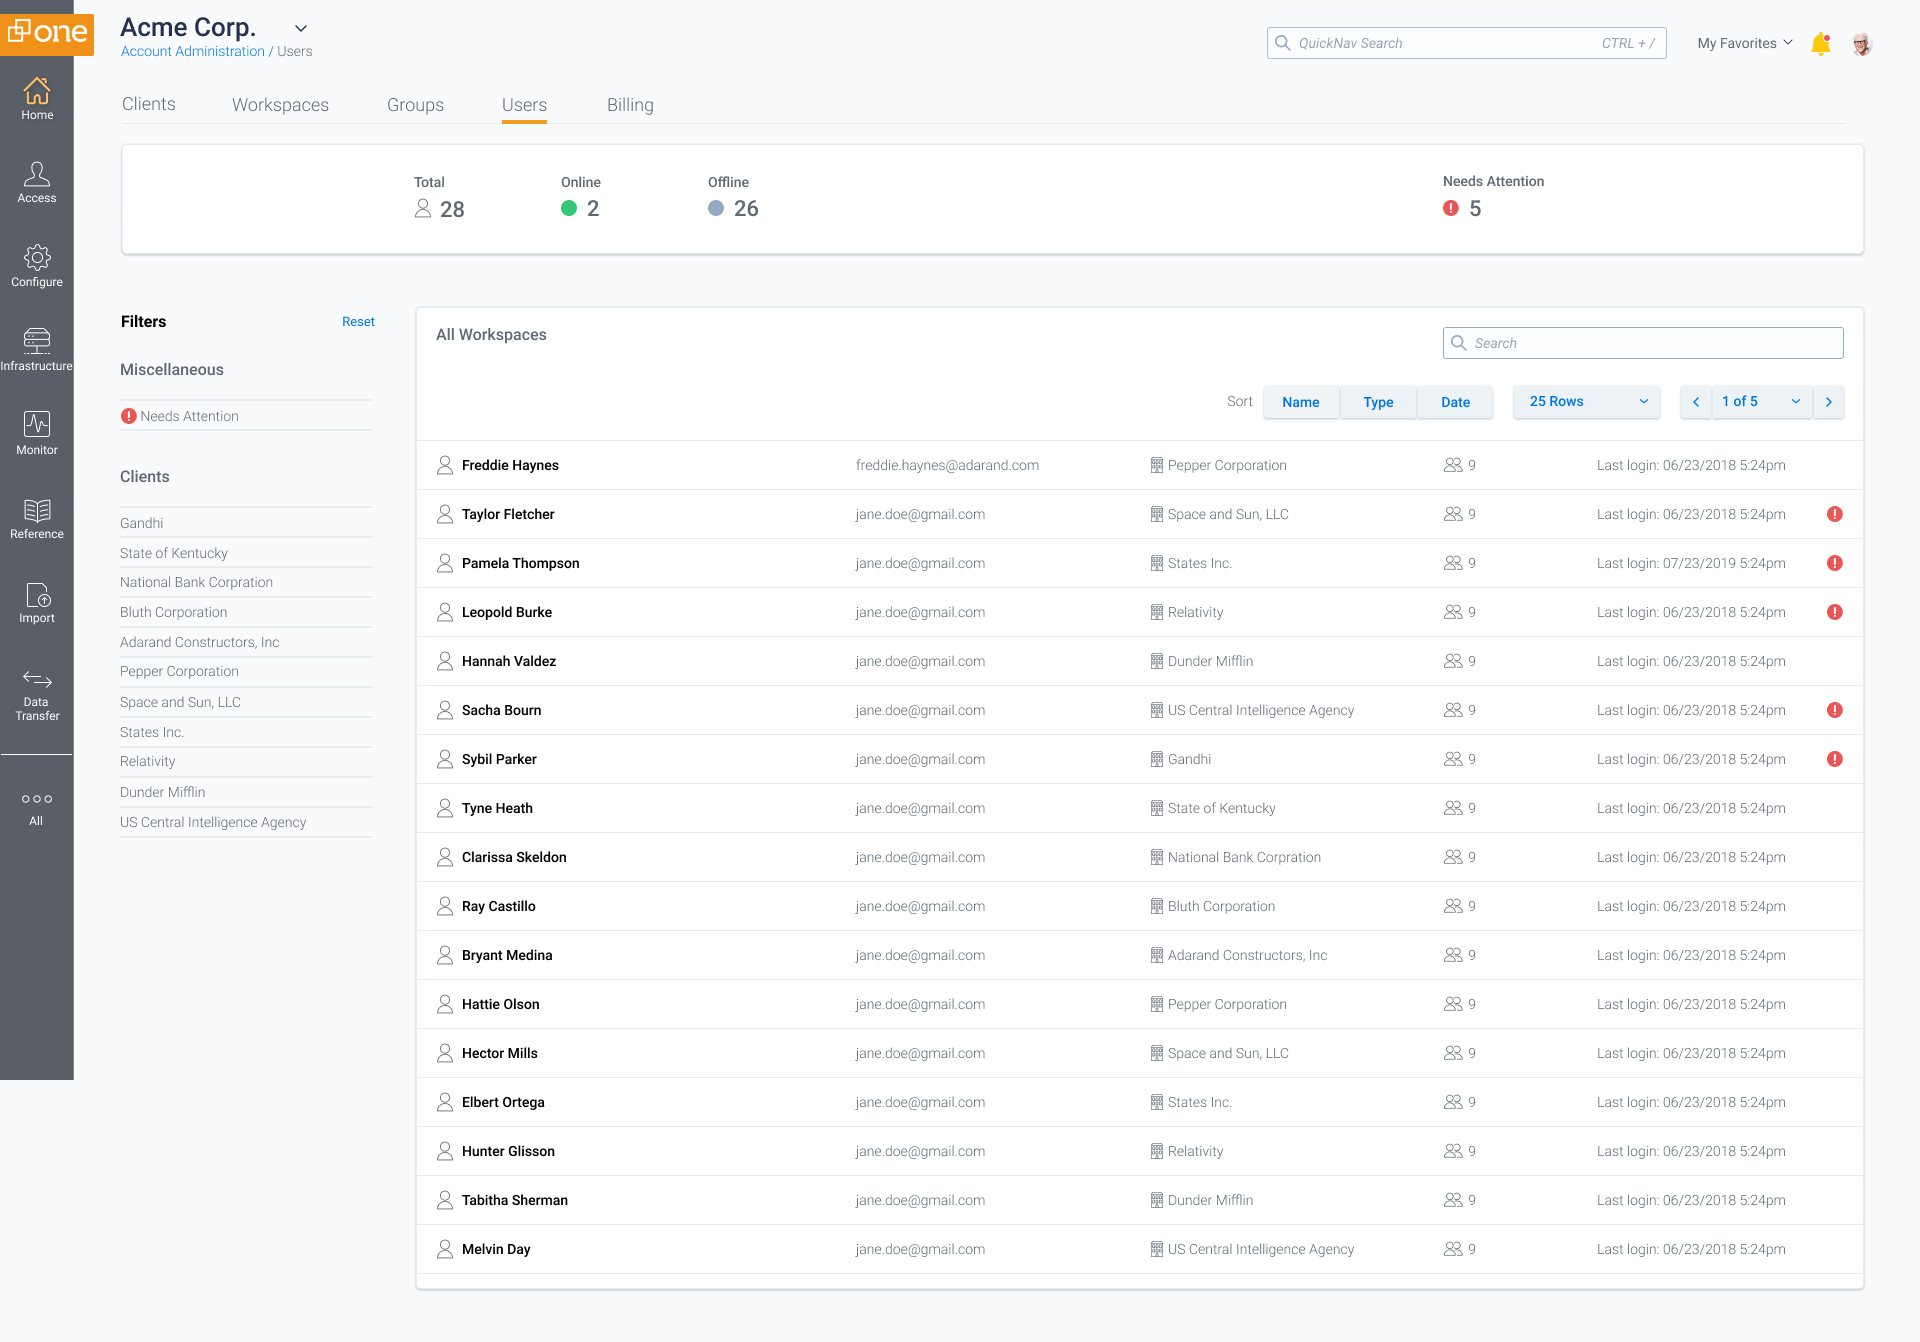 one
Acme Corp.
Account Administration / Users
QuickNav Search CTRL + /
My Favorites
Home
Access
Configure
Infrastructure
Monitor
Reference
Import
Data
Transfer
All
Clients Workspaces Groups Users Billing
Total Online Offline Needs Attention
28 2 26 5
Filters Reset
Miscellaneous
Needs Attention
Clients
Gandhi
State of Kentucky
National Bank Corpration
Bluth Corporation
Adarand Constructors, Inc
Pepper Corporation
Space and Sun, LLC
States Inc.
Relativity
Dunder Mifflin
US Central Intelligence Agency
All Workspaces
Search
Sort Name Type Date 25 Rows 1 of 5
Freddie Haynes freddie.haynes@adarand.com Pepper Corporation 9 Last login: 06/23/2018 5:24pm
Taylor Fletcher jane.doe@gmail.com Space and Sun, LLC 9 Last login: 06/23/2018 5:24pm
Pamela Thompson jane.doe@gmail.com States Inc. 9 Last login: 07/23/2019 5:24pm
Leopold Burke jane.doe@gmail.com Relativity 9 Last login: 06/23/2018 5:24pm
Hannah Valdez jane.doe@gmail.com Dunder Mifflin 9 Last login: 06/23/2018 5:24pm
Sacha Bourn jane.doe@gmail.com US Central Intelligence Agency 9 Last login: 06/23/2018 5:24pm
Sybil Parker jane.doe@gmail.com Gandhi 9 Last login: 06/23/2018 5:24pm
Tyne Heath jane.doe@gmail.com State of Kentucky 9 Last login: 06/23/2018 5:24pm
Clarissa Skeldon jane.doe@gmail.com National Bank Corpration 9 Last login: 06/23/2018 5:24pm
Ray Castillo jane.doe@gmail.com Bluth Corporation 9 Last login: 06/23/2018 5:24pm
Bryant Medina jane.doe@gmail.com Adarand Constructors, Inc 9 Last login: 06/23/2018 5:24pm
Hattie Olson jane.doe@gmail.com Pepper Corporation 9 Last login: 06/23/2018 5:24pm
Hector Mills jane.doe@gmail.com Space and Sun, LLC 9 Last login: 06/23/2018 5:24pm
Elbert Ortega jane.doe@gmail.com States Inc. 9 Last login: 06/23/2018 5:24pm
Hunter Glisson jane.doe@gmail.com Relativity 9 Last login: 06/23/2018 5:24pm
Tabitha Sherman jane.doe@gmail.com Dunder Mifflin 9 Last login: 06/23/2018 5:24pm
Melvin Day jane.doe@gmail.com US Central Intelligence Agency 9 Last login: 06/23/2018 5:24pm